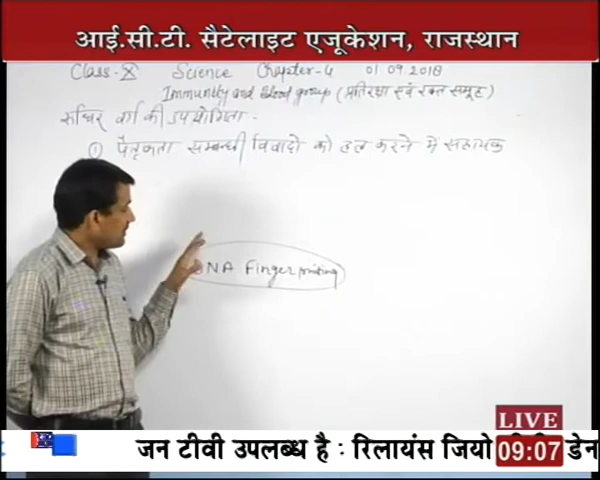 आई.सी.टी. सैटेलाइट एजूकेशन, राजस्थान
Class-X Science Chapter-4 01 09 2018
Immunity and Blood group (प्रतिरक्षा एवं रक्त समूह)
रूधिर वर्ग की उपयोगिता -
① पैतृकता सम्बन्धी विवादो को हल करने में सहायक
DNA Fingerprinting
LIVE
जन टीवी उपलब्ध है : रिलायंस जियो डेन
09:07